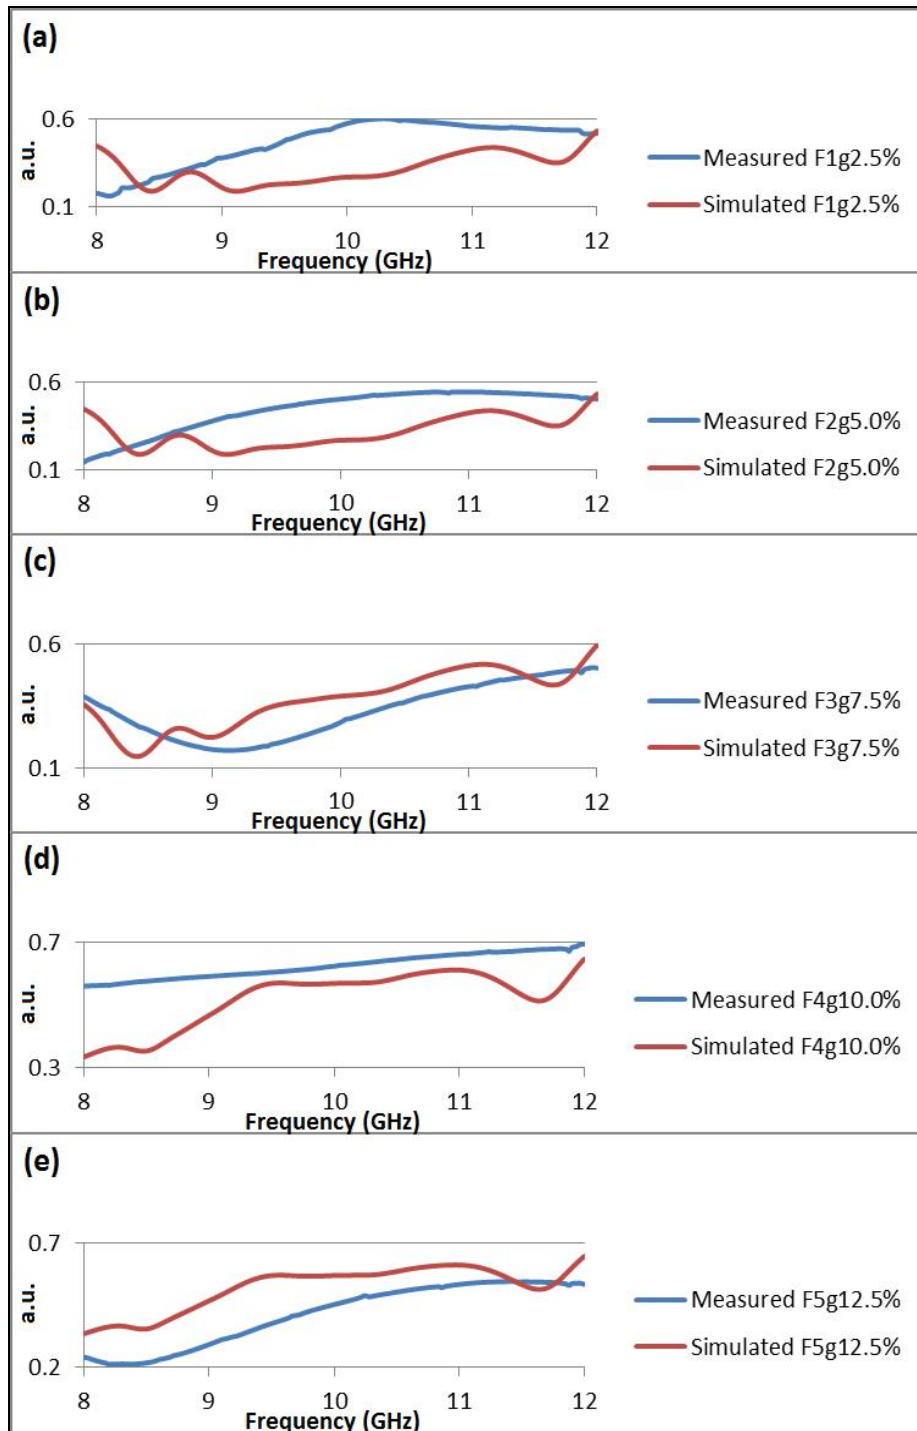 (a)
0.6
a.u.
0.1
8 9 10 11 12
Frequency (GHz)
Measured F1g2.5%
Simulated F1g2.5%
(b)
0.6
a.u.
0.1
8 9 10 11 12
Frequency (GHz)
Measured F2g5.0%
Simulated F2g5.0%
(c)
0.6
a.u.
0.1
8 9 10 11 12
Frequency (GHz)
Measured F3g7.5%
Simulated F3g7.5%
(d)
0.7
a.u.
0.3
8 9 10 11 12
Frequency (GHz)
Measured F4g10.0%
Simulated F4g10.0%
(e)
0.7
a.u.
0.2
8 9 10 11 12
Frequency (GHz)
Measured F5g12.5%
Simulated F5g12.5%